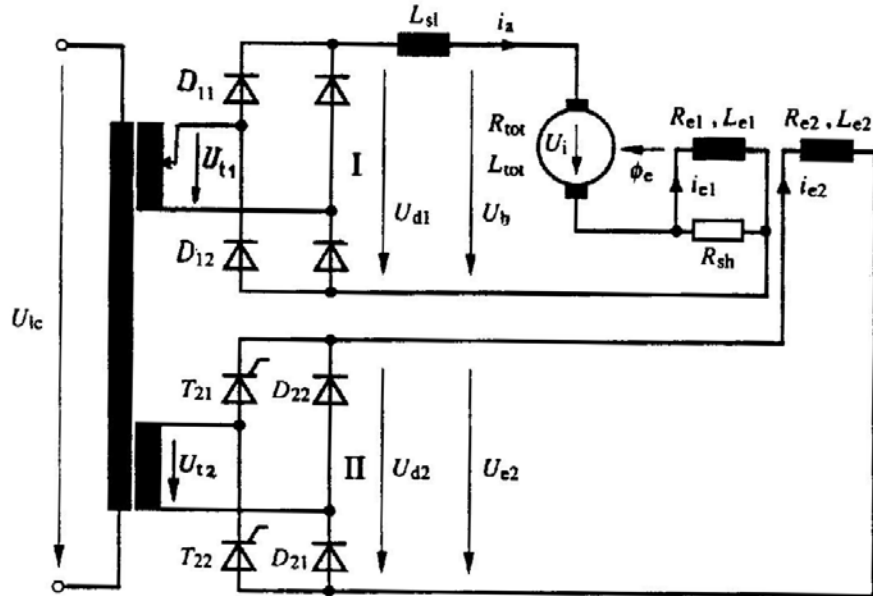 L_sl
i_a
D_11
R_tot
L_tot
U_i
ϕ_e
R_e1 , L_e1
R_e2 , L_e2
U_t1
I
i_e1
i_e2
U_d1
U_b
R_sh
D_12
U_lc
T_21
D_22
U_t2
II
U_d2
U_e2
T_22
D_21